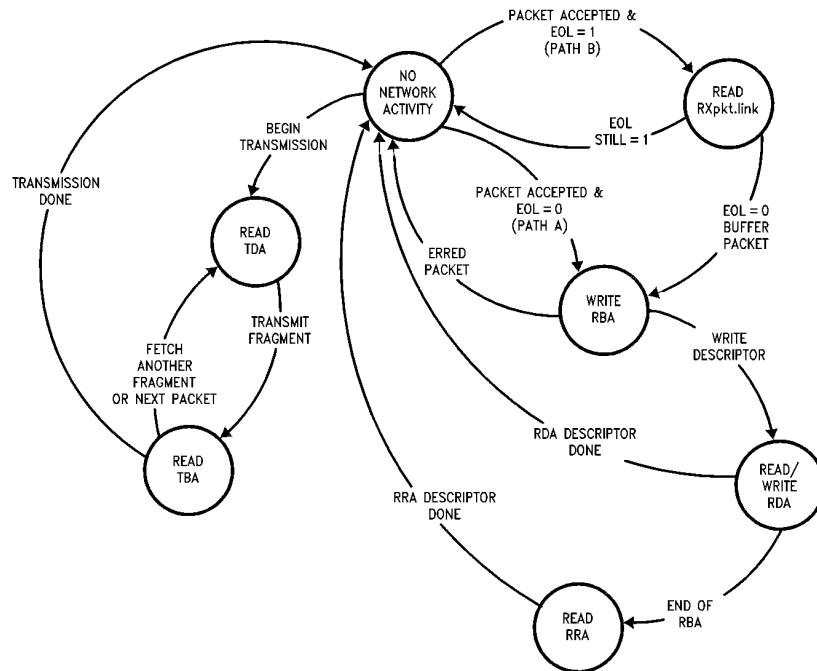 PACKET ACCEPTED &
EOL = 1
(PATH B)
NO
NETWORK
ACTIVITY
READ
RXpkt.link
EOL
STILL = 1
BEGIN
TRANSMISSION
TRANSMISSION
DONE
PACKET ACCEPTED &
EOL = 0
(PATH A)
EOL = 0
BUFFER
PACKET
READ
TDA
ERRED
PACKET
WRITE
RBA
TRANSMIT
FRAGMENT
WRITE
DESCRIPTOR
FETCH
ANOTHER
FRAGMENT
OR NEXT PACKET
READ
TBA
RDA DESCRIPTOR
DONE
READ/
WRITE
RDA
RRA DESCRIPTOR
DONE
END OF
RBA
READ
RRA